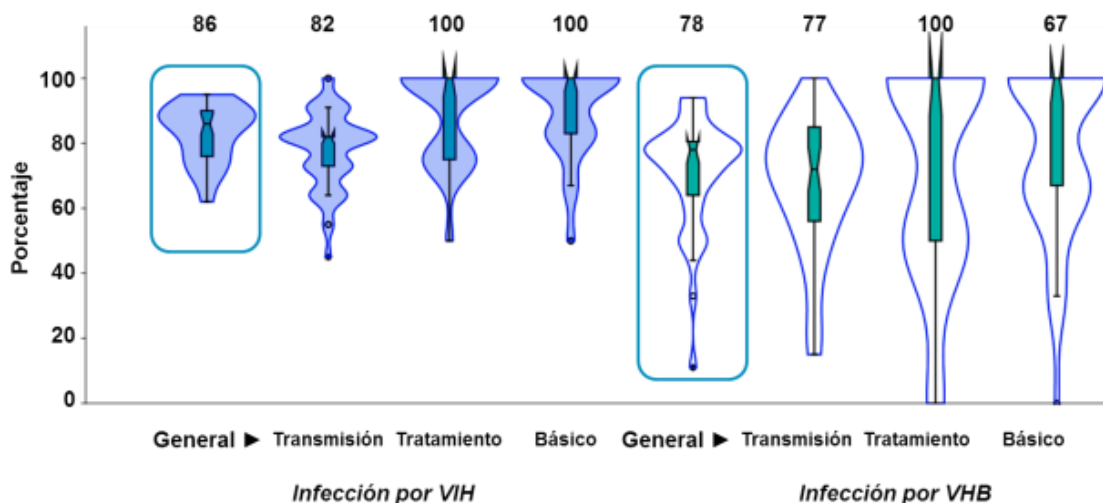 86 82 100 100 78 77 100 67
Porcentaje
100
80
60
40
20
0
General ► Transmisión Tratamiento Básico General ► Transmisión Tratamiento Básico
Infección por VIH Infección por VHB